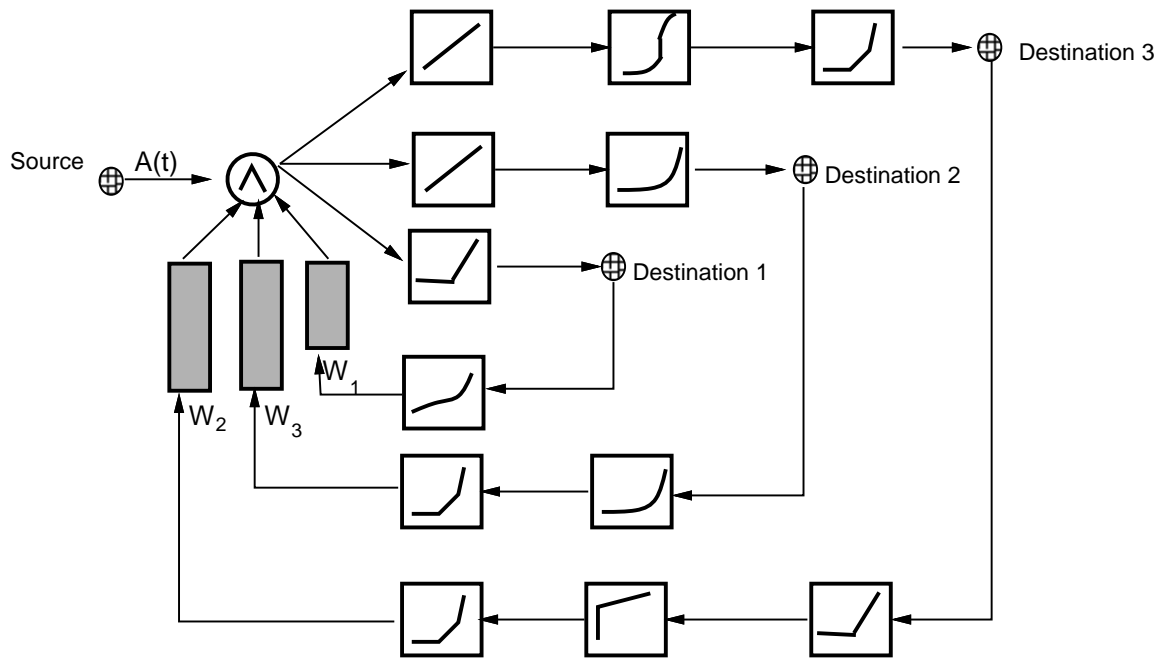 Destination 3
Source
A(t)
Destination 2
Destination 1
W1
W2
W3